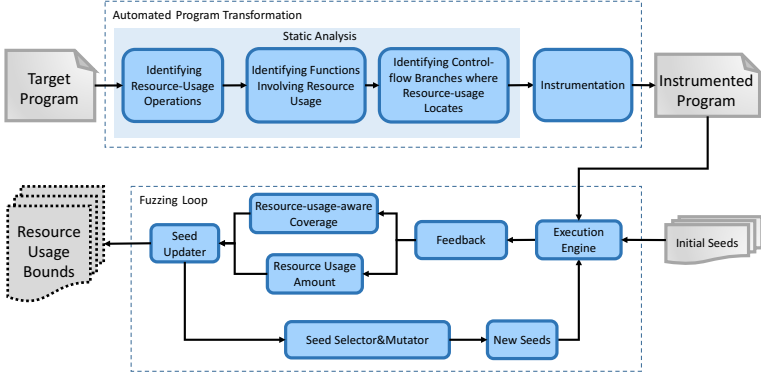 Automated Program Transformation
Static Analysis
Target
Program
Identifying
Resource-Usage
Operations
Identifying Functions
Involving Resource
Usage
Identifying Control-
flow Branches where
Resource-usage
Locates
Instrumentation
Instrumented
Program
Fuzzing Loop
Resource
Usage
Bounds
Seed
Updater
Resource-usage-aware
Coverage
Resource Usage
Amount
Feedback
Execution
Engine
Initial Seeds
Seed Selector&Mutator
New Seeds